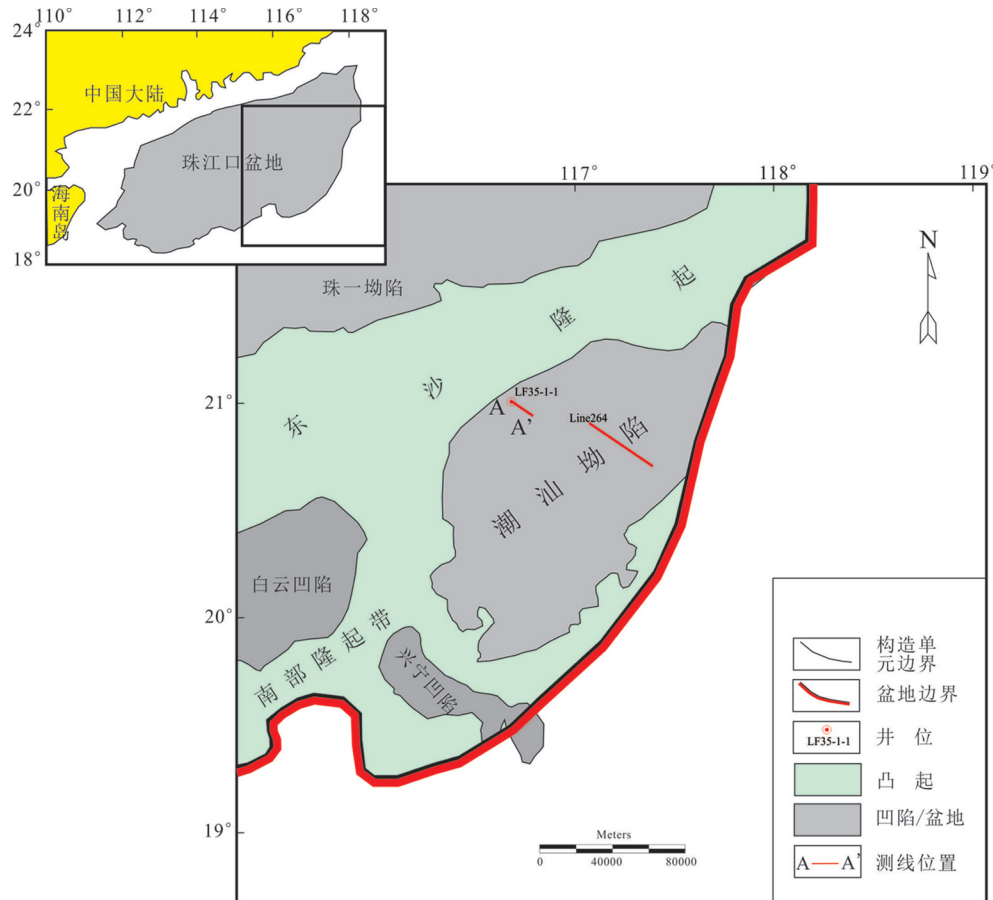 110° 112° 114° 116° 118°
24°
22°
20°
18°
中国大陆
珠江口盆地
海南岛
117° 118° 119°
N
珠一坳陷
东沙隆起
21°
LF35-1-1
A
A'
Line264
潮汕坳陷
白云凹陷
20°
南部隆起带
兴宁凹陷
19°
Meters
0 40000 80000
构造单
元边界
盆地边界
LF35-1-1
井 位
凸 起
凹陷/盆地
A A' 测线位置